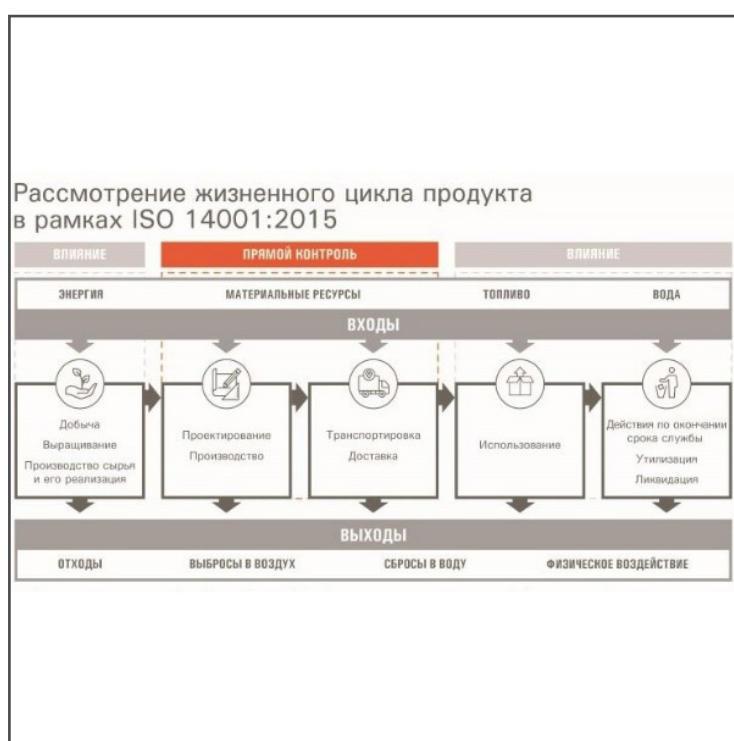 Рассмотрение жизненного цикла продукта
в рамках ISO 14001:2015
ВЛИЯНИЕ
ПРЯМОЙ КОНТРОЛЬ
ВЛИЯНИЕ
ЭНЕРГИЯ
МАТЕРИАЛЬНЫЕ РЕСУРСЫ
ТОПЛИВО
ВОДА
ВХОДЫ
Добыча
Выращивание
Производство сырья
и его реализация
Проектирование
Производство
Транспортировка
Доставка
Использование
Действия по окончании
срока службы
Утилизация
Ликвидация
ВЫХОДЫ
ОТХОДЫ
ВЫБРОСЫ В ВОЗДУХ
СБРОСЫ В ВОДУ
ФИЗИЧЕСКОЕ ВОЗДЕЙСТВИЕ